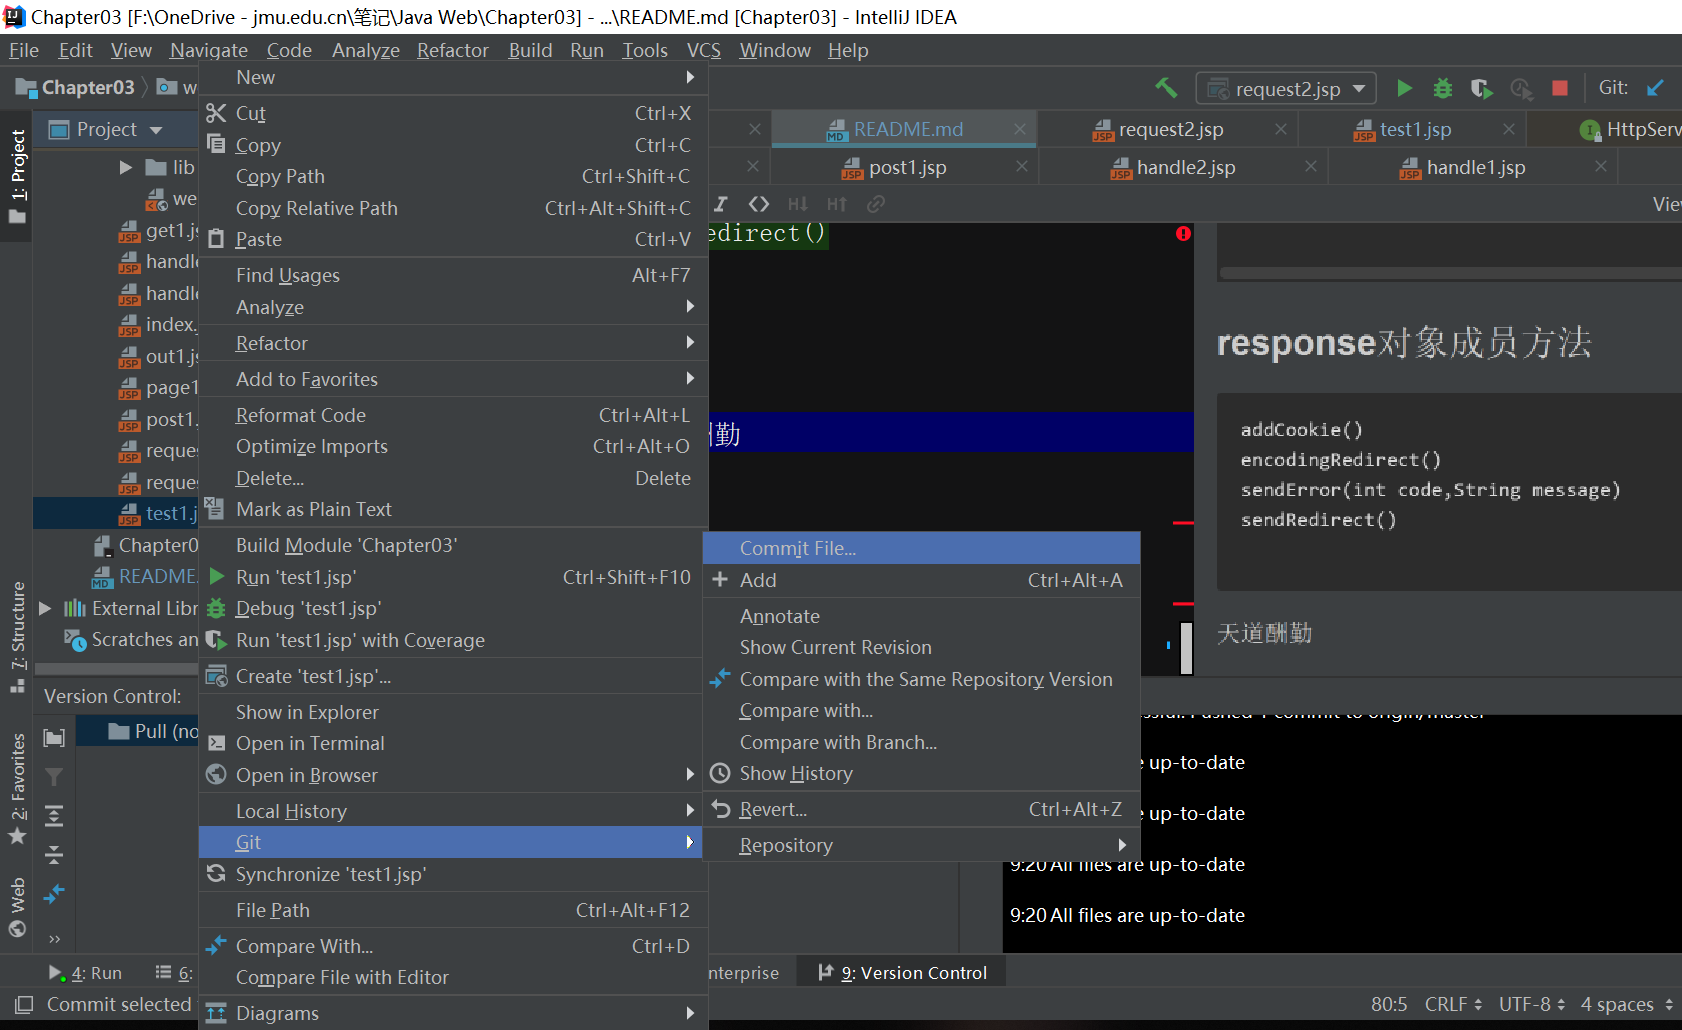 Chapter03 [F:\OneDrive - jmu.edu.cn\笔记\Java Web\Chapter03] - ...\README.md [Chapter03] - IntelliJ IDEA
File Edit View Navigate Code Analyze Refactor Build Run Tools VCS Window Help
Chapter03 w
request2.jsp Git:
Project
1: Project
7: Structure
2: Favorites
Web
lib
we
get1.js
handle
handle
index.
out1.js
page1
post1.
reque
reque
test1.j
Chapter0
README.
External Libr
Scratches an
Version Control:
Pull (no
New
Cut Ctrl+X
Copy Ctrl+C
Copy Path Ctrl+Shift+C
Copy Relative Path Ctrl+Alt+Shift+C
Paste Ctrl+V
Find Usages Alt+F7
Analyze
Refactor
Add to Favorites
Reformat Code Ctrl+Alt+L
Optimize Imports Ctrl+Alt+O
Delete... Delete
Mark as Plain Text
Build Module 'Chapter03'
Run 'test1.jsp' Ctrl+Shift+F10
Debug 'test1.jsp'
Run 'test1.jsp' with Coverage
Create 'test1.jsp'...
Show in Explorer
Open in Terminal
Open in Browser
Local History
Git
Synchronize 'test1.jsp'
File Path Ctrl+Alt+F12
Compare With... Ctrl+D
Compare File with Editor
Diagrams
Commit File...
Add Ctrl+Alt+A
Annotate
Show Current Revision
Compare with the Same Repository Version
Compare with...
Compare with Branch...
Show History
Revert... Ctrl+Alt+Z
Repository
README.md request2.jsp test1.jsp HttpServ
post1.jsp handle2.jsp handle1.jsp
View
edirect()
勤
response对象成员方法
addCookie()
encodingRedirect()
sendError(int code,String message)
sendRedirect()
天道酬勤
e up-to-date
e up-to-date
9:20 All files are up-to-date
9:20 All files are up-to-date
4: Run 6: nterprise 9: Version Control
Commit selected 80:5 CRLF UTF-8 4 spaces